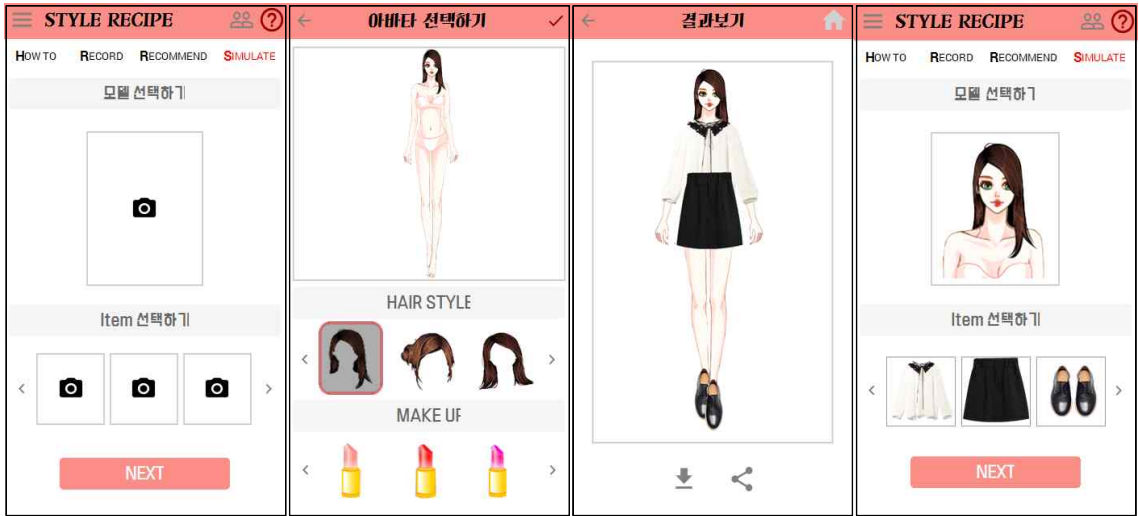 STYLE RECIPE
?
HOW TO RECORD RECOMMEND SIMULATE
모델 선택하기
Item 선택하기
NEXT
아바타 선택하기
HAIR STYLE
MAKE UP
결과보기
STYLE RECIPE
?
HOW TO RECORD RECOMMEND SIMULATE
모델 선택하기
Item 선택하기
NEXT